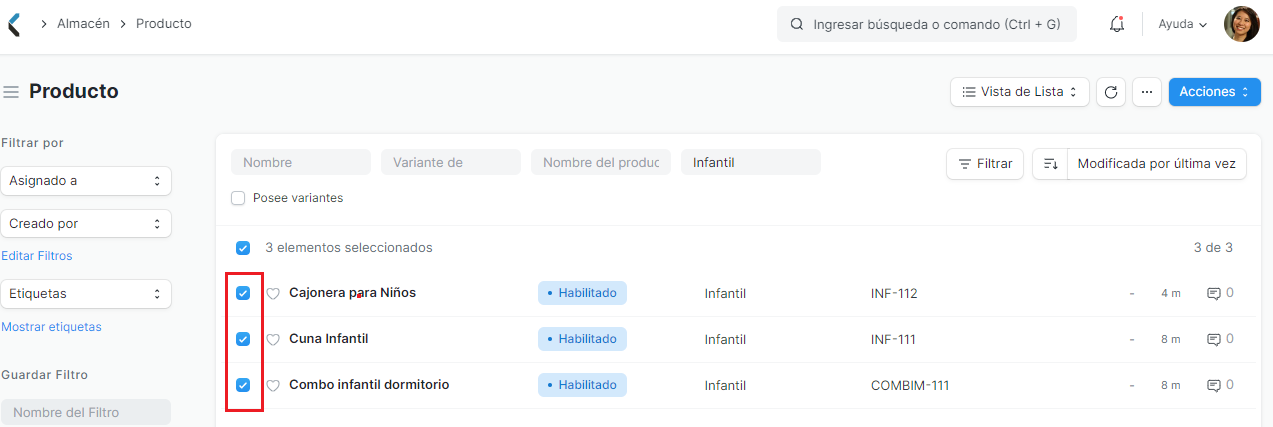 Almacén Producto Ingresar búsqueda o comando (Ctrl + G) Ayuda
Producto Vista de Lista ··· Acciones
Filtrar por
Nombre Variante de Nombre del produc Infantil Filtrar Modificada por última vez
Asignado a
Posee variantes
Creado por
3 elementos seleccionados 3 de 3
Editar Filtros
Etiquetas
Cajonera para Niños • Habilitado Infantil INF-112 - 4 m 0
Mostrar etiquetas
Cuna Infantil • Habilitado Infantil INF-111 - 8 m 0
Guardar Filtro
Combo infantil dormitorio • Habilitado Infantil COMBIM-111 - 8 m 0
Nombre del Filtro